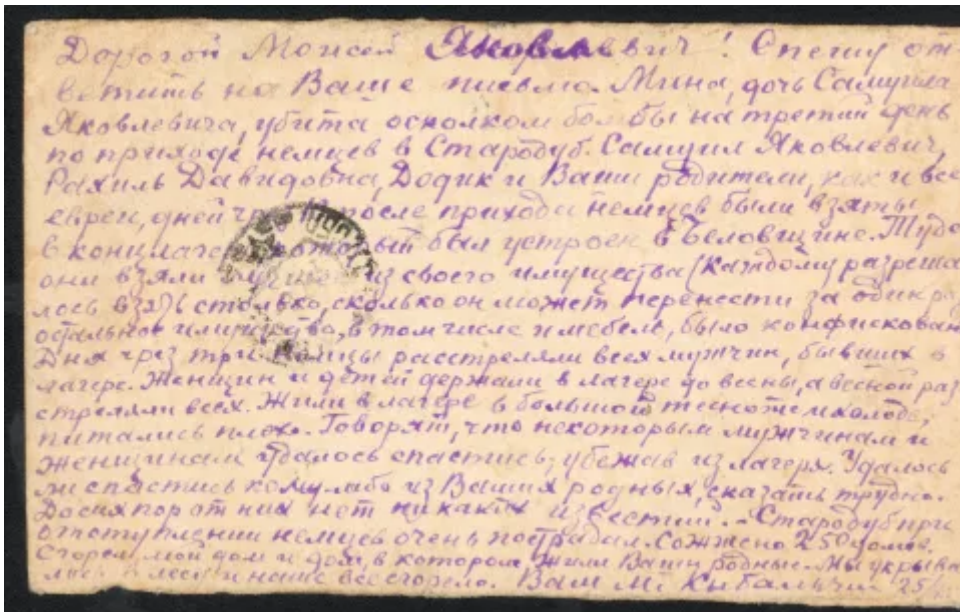 Дорогой Моисей Яковлевич! Спешу от-
ветить на Ваше письмо. Мина, дочь Самуила
Яковлевича, убита осколком бомбы на третий день
по приходе немцев в Стародуб. Самуил Яковлевич,
Рахиль Давидовна, Додик и Ваши родители, как и все
евреи, дней после прихода немцев были взяты
в концлагерь, который был устроен в Беловщине. Туда
они взяли из своего имущества (каждому разреша
лось взять столько, сколько он может перенести за один раз
остальное имущество, в том числе и мебель, было конфискован
Дня чрез три немцы расстреляли всех мужчин, бывших в
лагере. Женщин и детей держали в лагере до весны, а весной рас
стреляли всех. Жили в лагере в большой тесноте и холоде,
питались плохо. Говорят, что некоторым мужчинам и
женщинам удалось спастись, убежав из лагеря. Удалось
ли спастись кому либо из Ваших родных, сказать трудно.
До сих пор от них нет никаких известий. - Стародуб при
отступлении немцев очень пострадал. Сожжено 250 домов.
Сгорел мой дом и дом, в котором жили Ваши родные. Мы укрыва
лись в лесу и наше все сгорело. Ваш М. Кибальчич 25/